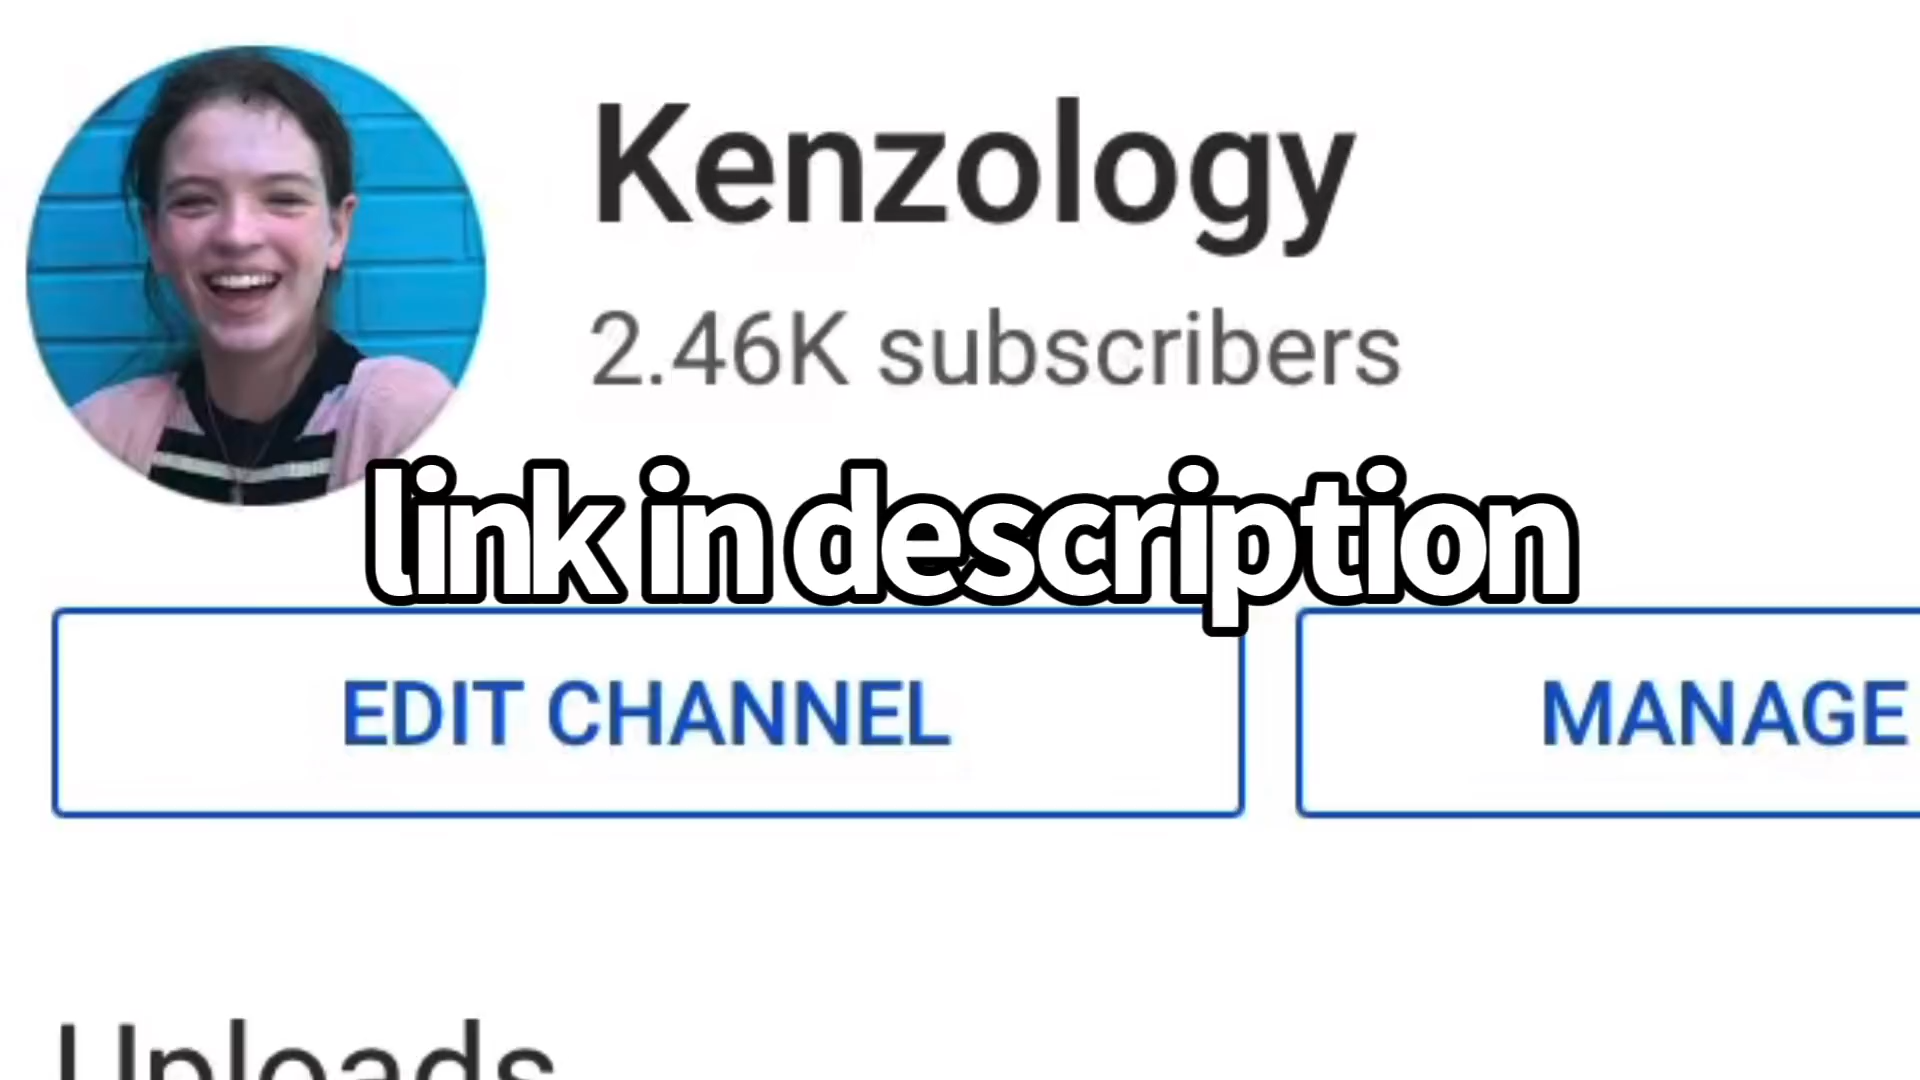 Kenzology
2.46K subscribers
link in description
EDIT CHANNEL
MANAGE
Uploads